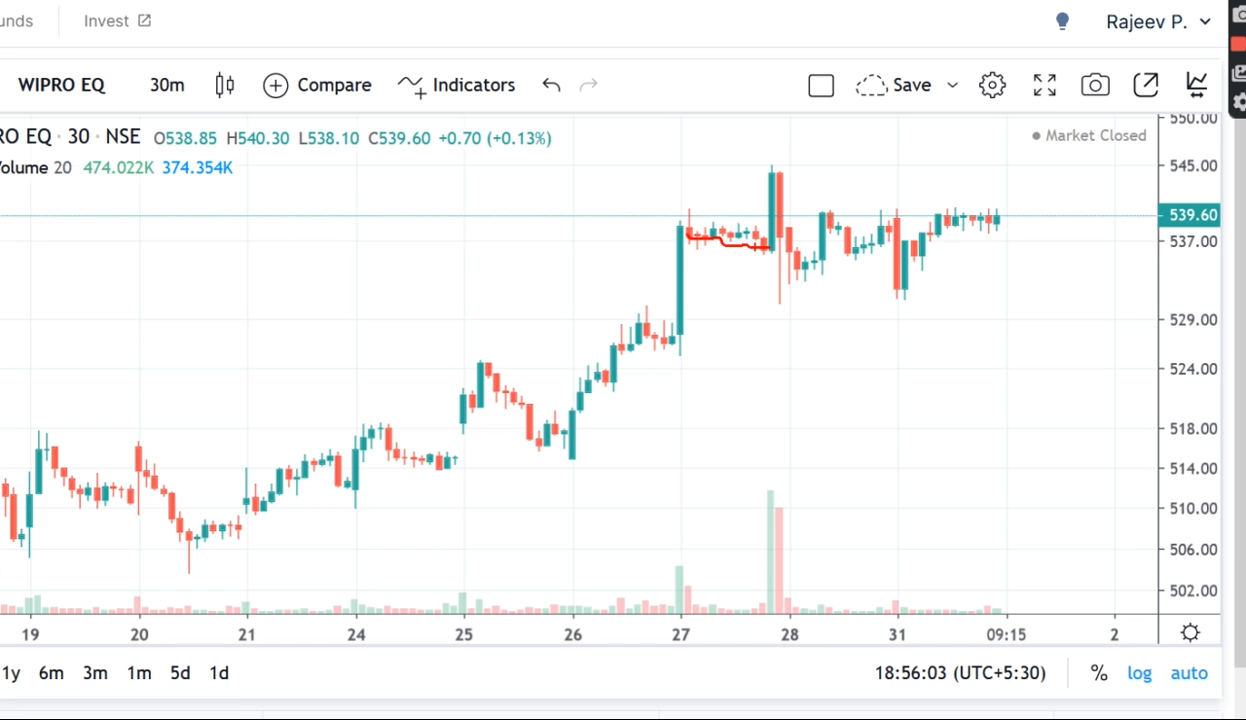 unds Invest Rajeev P.
WIPRO EQ 30m Compare Indicators Save
RO EQ · 30 · NSE O538.85 H540.30 L538.10 C539.60 +0.70 (+0.13%)
Market Closed
olume 20 474.022K 374.354K
550.00
545.00
539.60
537.00
529.00
524.00
518.00
514.00
510.00
506.00
502.00
19 20 21 24 25 26 27 28 31 09:15 2
1y 6m 3m 1m 5d 1d 18:56:03 (UTC+5:30) % log auto